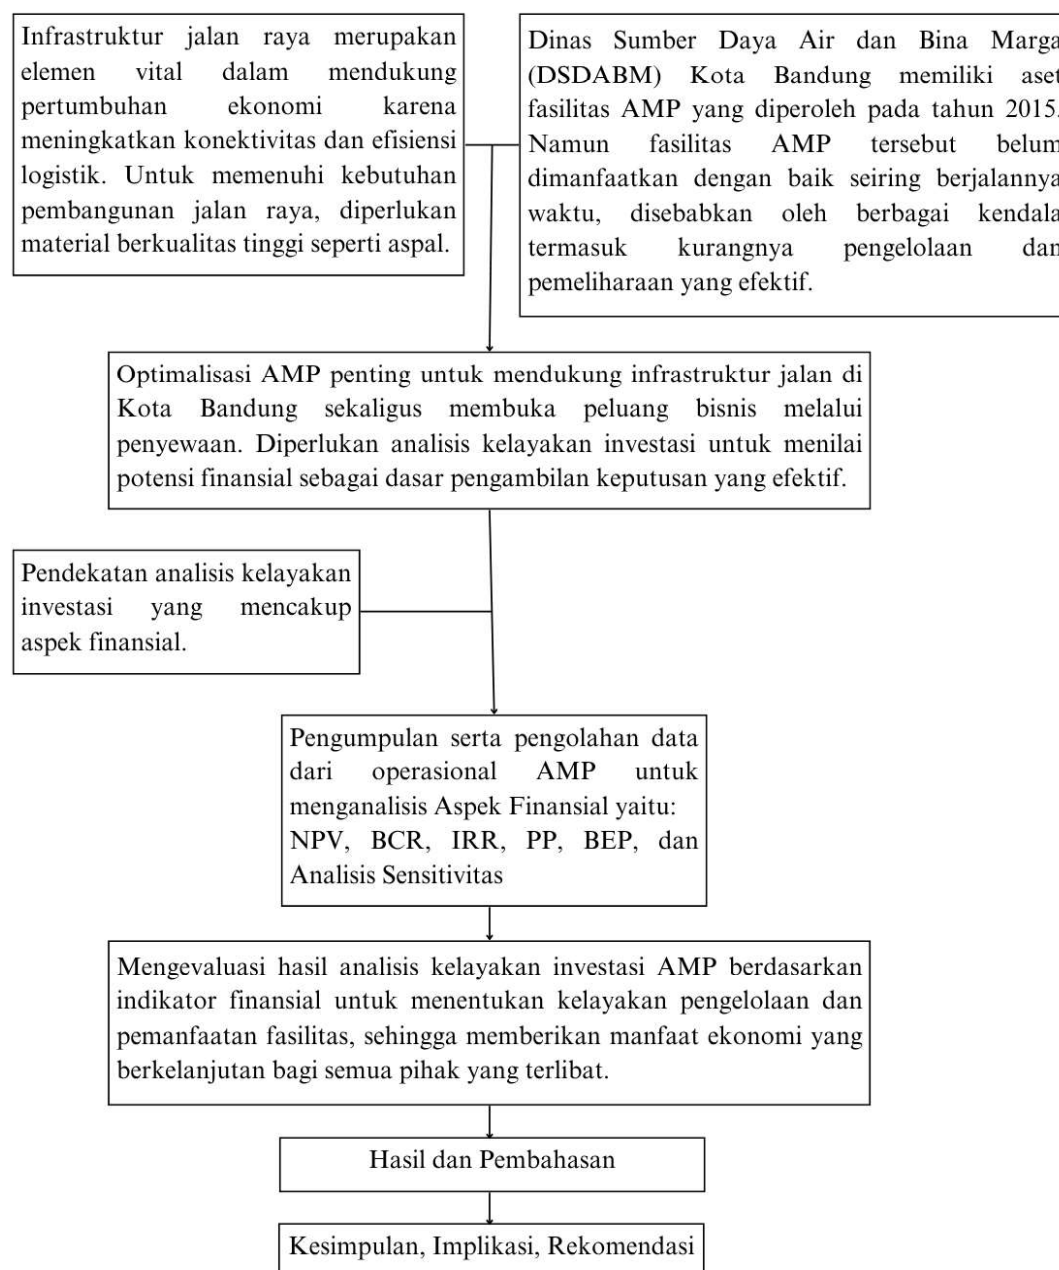 Infrastruktur jalan raya merupakan
elemen vital dalam mendukung
pertumbuhan ekonomi karena
meningkatkan konektivitas dan efisiensi
logistik. Untuk memenuhi kebutuhan
pembangunan jalan raya, diperlukan
material berkualitas tinggi seperti aspal.
Dinas Sumber Daya Air dan Bina Marga
(DSDABM) Kota Bandung memiliki aset
fasilitas AMP yang diperoleh pada tahun 2015.
Namun fasilitas AMP tersebut belum
dimanfaatkan dengan baik seiring berjalannya
waktu, disebabkan oleh berbagai kendala
termasuk kurangnya pengelolaan dan
pemeliharaan yang efektif.
Optimalisasi AMP penting untuk mendukung infrastruktur jalan di
Kota Bandung sekaligus membuka peluang bisnis melalui
penyewaan. Diperlukan analisis kelayakan investasi untuk menilai
potensi finansial sebagai dasar pengambilan keputusan yang efektif.
Pendekatan analisis kelayakan
investasi yang mencakup
aspek finansial.
Pengumpulan serta pengolahan data
dari operasional AMP untuk
menganalisis Aspek Finansial yaitu:
NPV, BCR, IRR, PP, BEP, dan
Analisis Sensitivitas
Mengevaluasi hasil analisis kelayakan investasi AMP berdasarkan
indikator finansial untuk menentukan kelayakan pengelolaan dan
pemanfaatan fasilitas, sehingga memberikan manfaat ekonomi yang
berkelanjutan bagi semua pihak yang terlibat.
Hasil dan Pembahasan
Kesimpulan, Implikasi, Rekomendasi